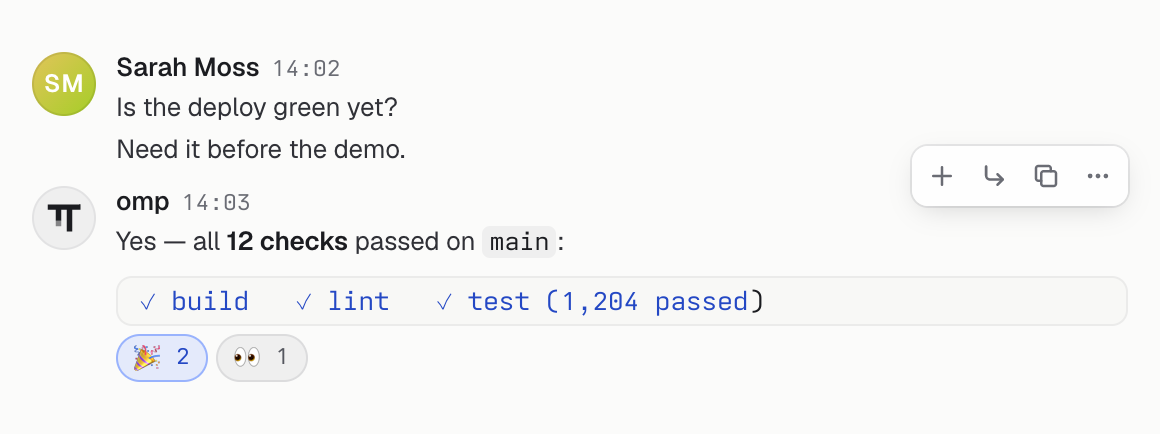 SM
Sarah Moss 14:02
Is the deploy green yet?
Need it before the demo.
omp 14:03
Yes — all 12 checks passed on main:
✓ build ✓ lint ✓ test (1,204 passed)
🎉 2 👀 1